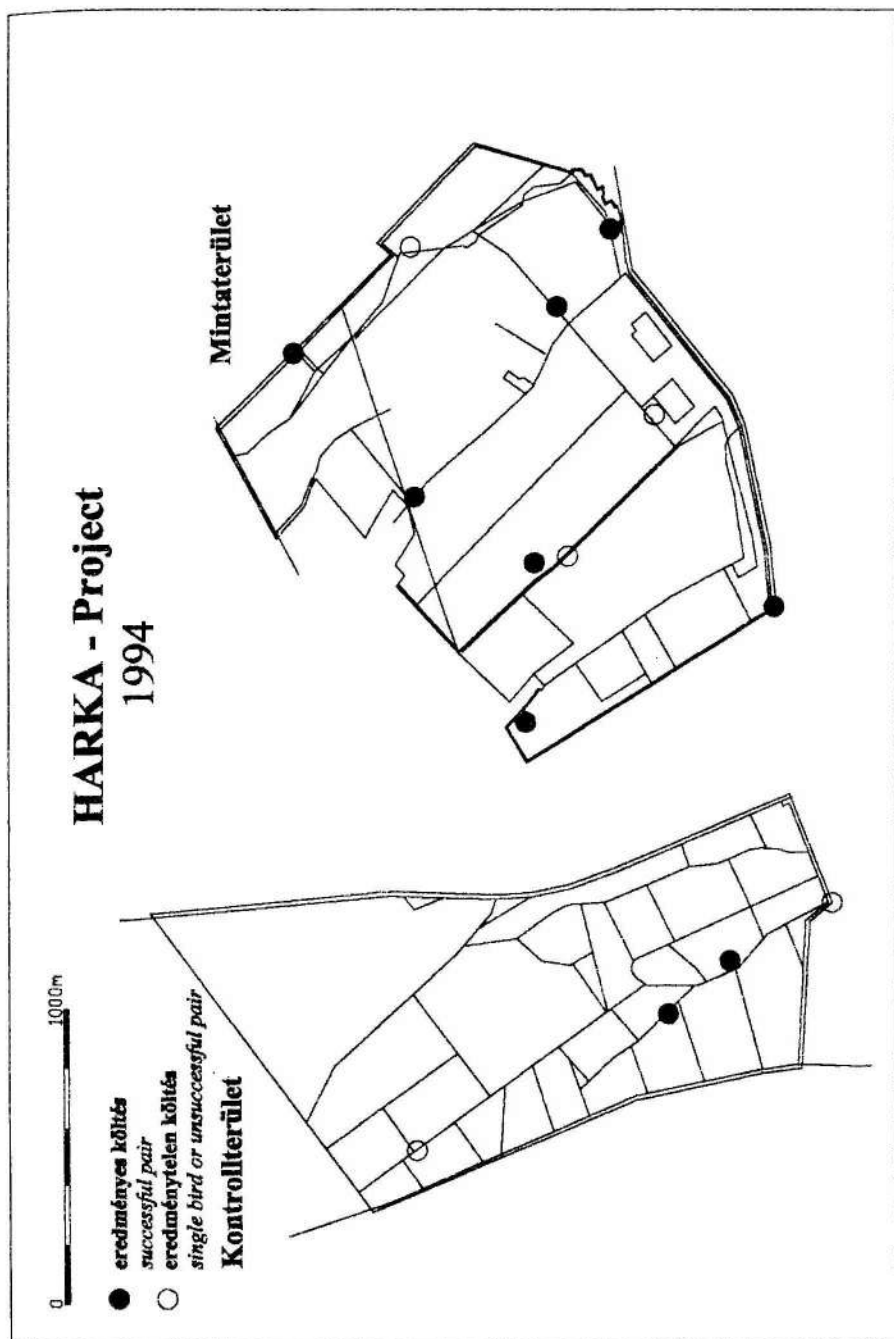 HARKA - Project
1994
0 1000m
eredményes költés
successful pair
eredménytelen költés
single bird or unsuccessful pair
Kontrollterület
Mintaterület